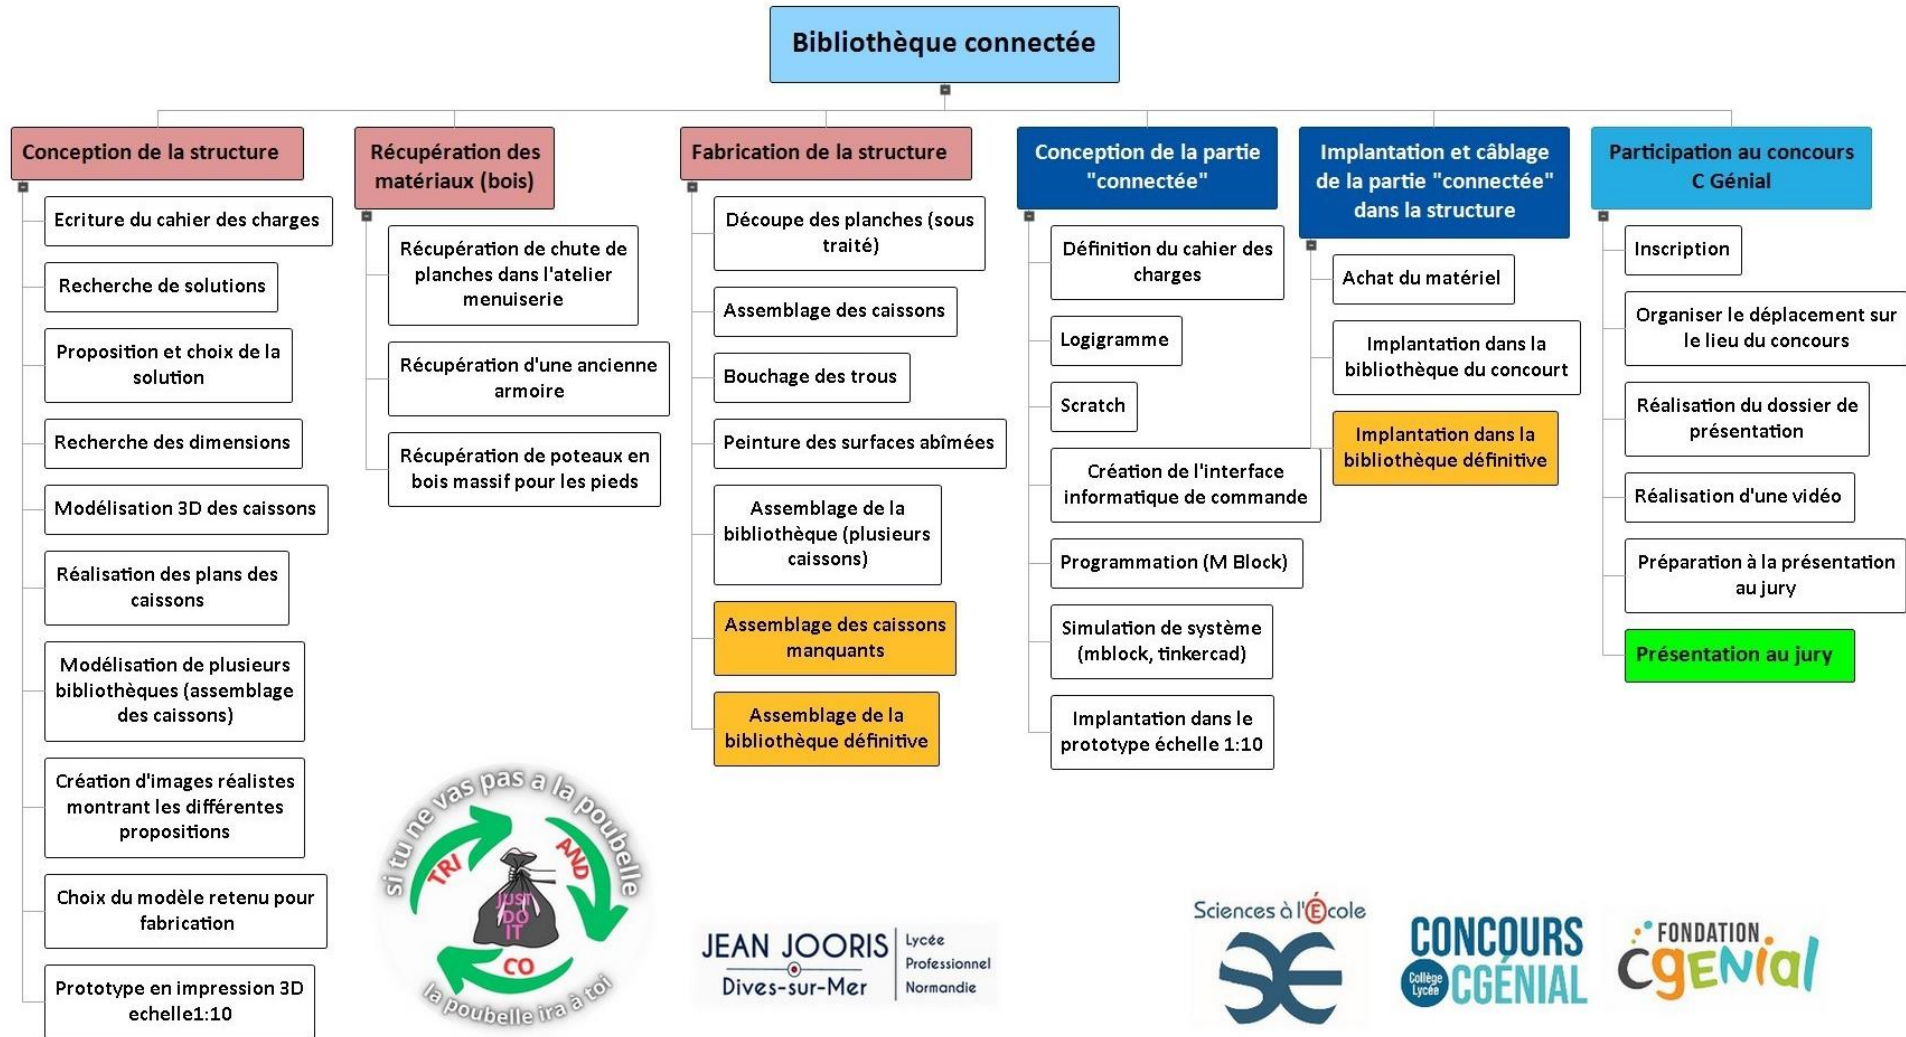 Bibliothèque connectée
Conception de la structure
Ecriture du cahier des charges
Recherche de solutions
Proposition et choix de la
solution
Recherche des dimensions
Modélisation 3D des caissons
Réalisation des plans des
caissons
Modélisation de plusieurs
bibliothèques (assemblage
des caissons)
Création d'images réalistes
montrant les différentes
propositions
Choix du modèle retenu pour
fabrication
Prototype en impression 3D
echelle1:10
Récupération des
matériaux (bois)
Récupération de chute de
planches dans l'atelier
menuiserie
Récupération d'une ancienne
armoire
Récupération de poteaux en
bois massif pour les pieds
Fabrication de la structure
Découpe des planches (sous
traité)
Assemblage des caissons
Bouchage des trous
Peinture des surfaces abîmées
Assemblage de la
bibliothèque (plusieurs
caissons)
Assemblage des caissons
manquants
Assemblage de la
bibliothèque définitive
Conception de la partie
"connectée"
Définition du cahier des
charges
Logigramme
Scratch
Création de l'interface
informatique de commande
Programmation (M Block)
Simulation de système
(mblock, tinkercad)
Implantation dans le
prototype échelle 1:10
Implantation et câblage
de la partie "connectée"
dans la structure
Achat du matériel
Implantation dans la
bibliothèque du concourt
Implantation dans la
bibliothèque définitive
Participation au concours
C Génial
Inscription
Organiser le déplacement sur
le lieu du concours
Réalisation du dossier de
présentation
Réalisation d'une vidéo
Préparation à la présentation
au jury
Présentation au jury
si tu ne vas pas a la poubelle
TRI
AND
CO
JUST
DO
IT
la poubelle ira à toi
JEAN JOORIS
Dives-sur-Mer
Lycée
Professionnel
Normandie
Sciences à l'École
SE
CONCOURS
Collège
Lycée
CGÉNIAL
FONDATION
CGENIAL